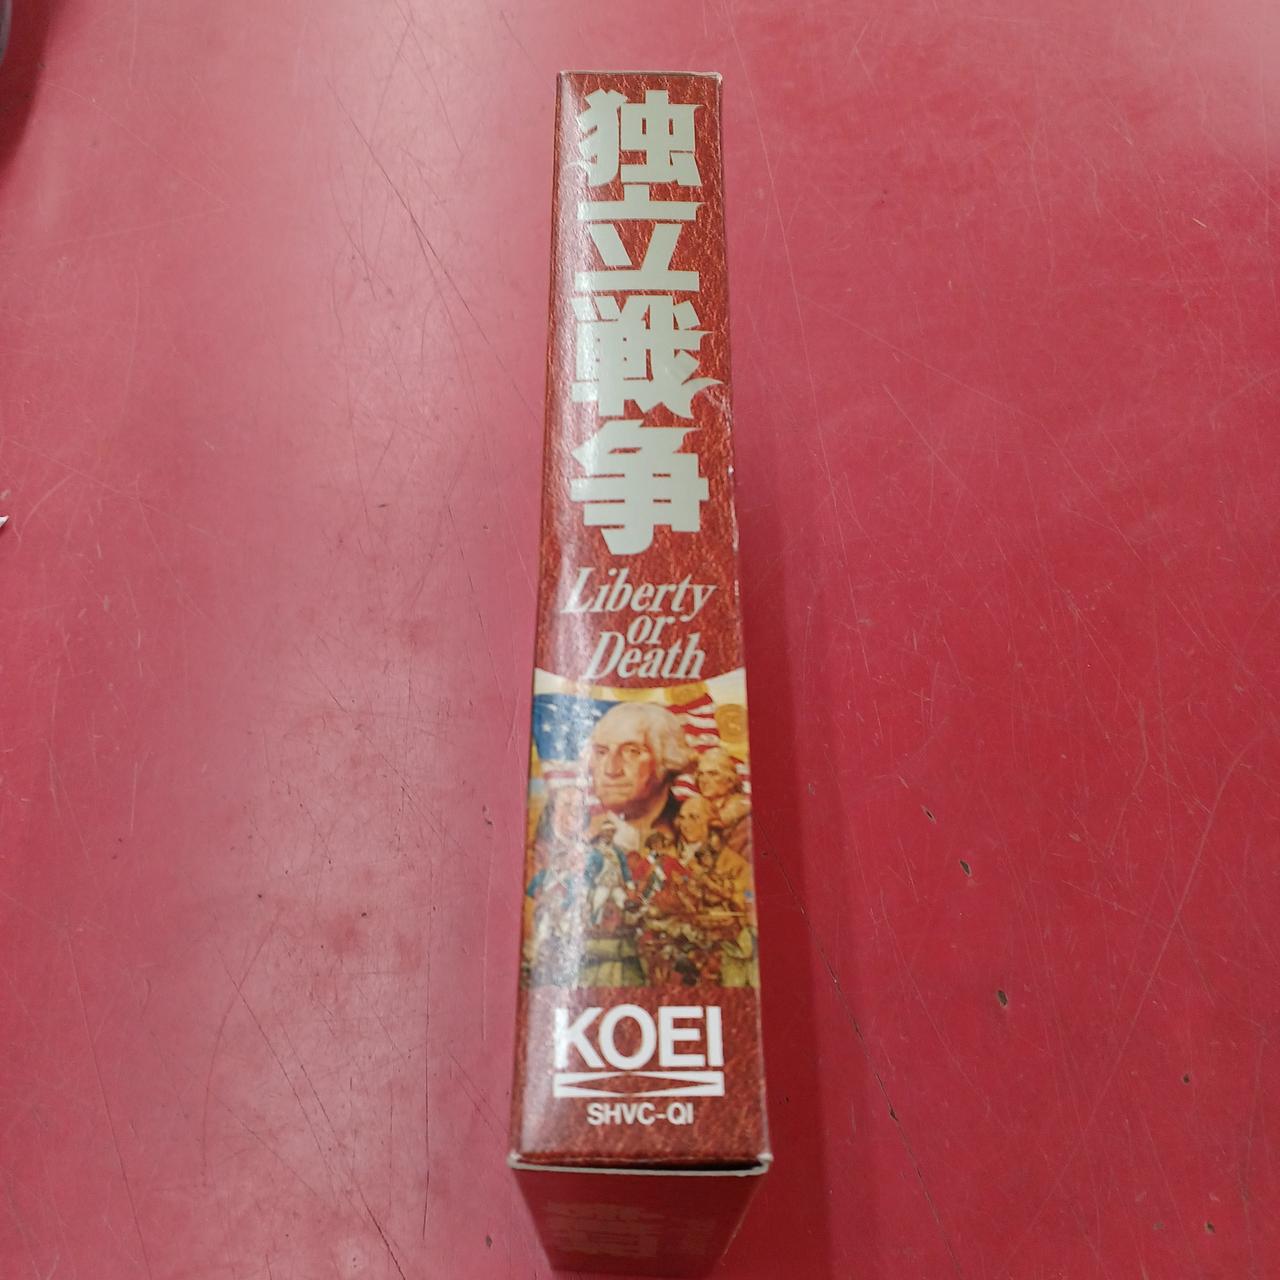 独立戦争
Liberty
or
Death
KOEI
SHVC-QI